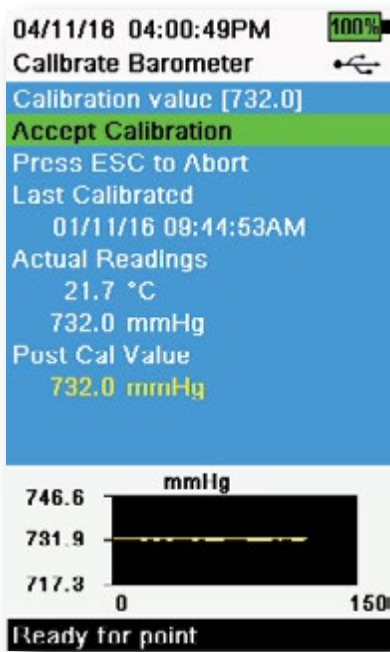 04/11/16 04:00:49PM 100%
Calibrate Barometer
Calibration value [732.0]
Accept Calibration
Press ESC to Abort
Last Calibrated
01/11/16 09:44:53AM
Actual Readings
21.7 °C
732.0 mmHg
Post Cal Value
732.0 mmHg
mmHg
746.6
731.9
717.3
0 150
Ready for point